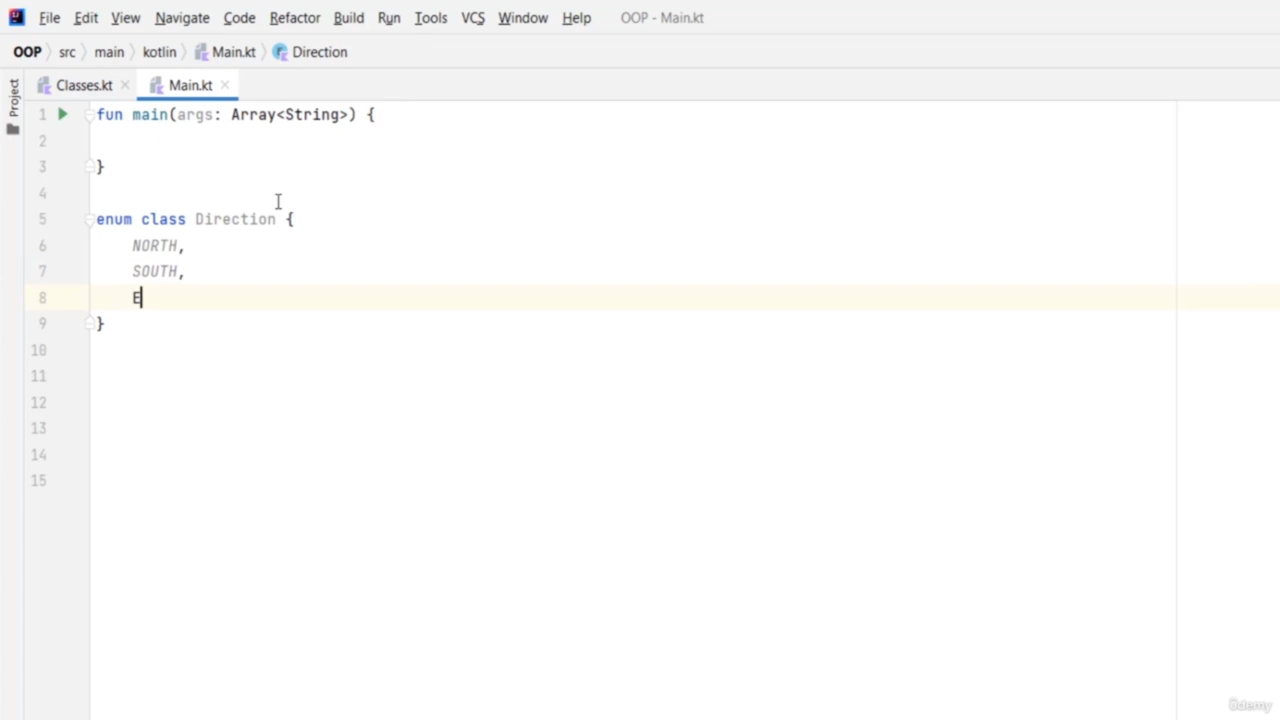 File Edit View Navigate Code Refactor Build Run Tools VCS Window Help OOP - Main.kt
OOP src main kotlin Main.kt Direction
Project
Classes.kt Main.kt
1 fun main(args: Array<String>) {
2
3 }
4
5 enum class Direction {
6 NORTH,
7 SOUTH,
8 E
9 }
10
11
12
13
14
15
ûdemy